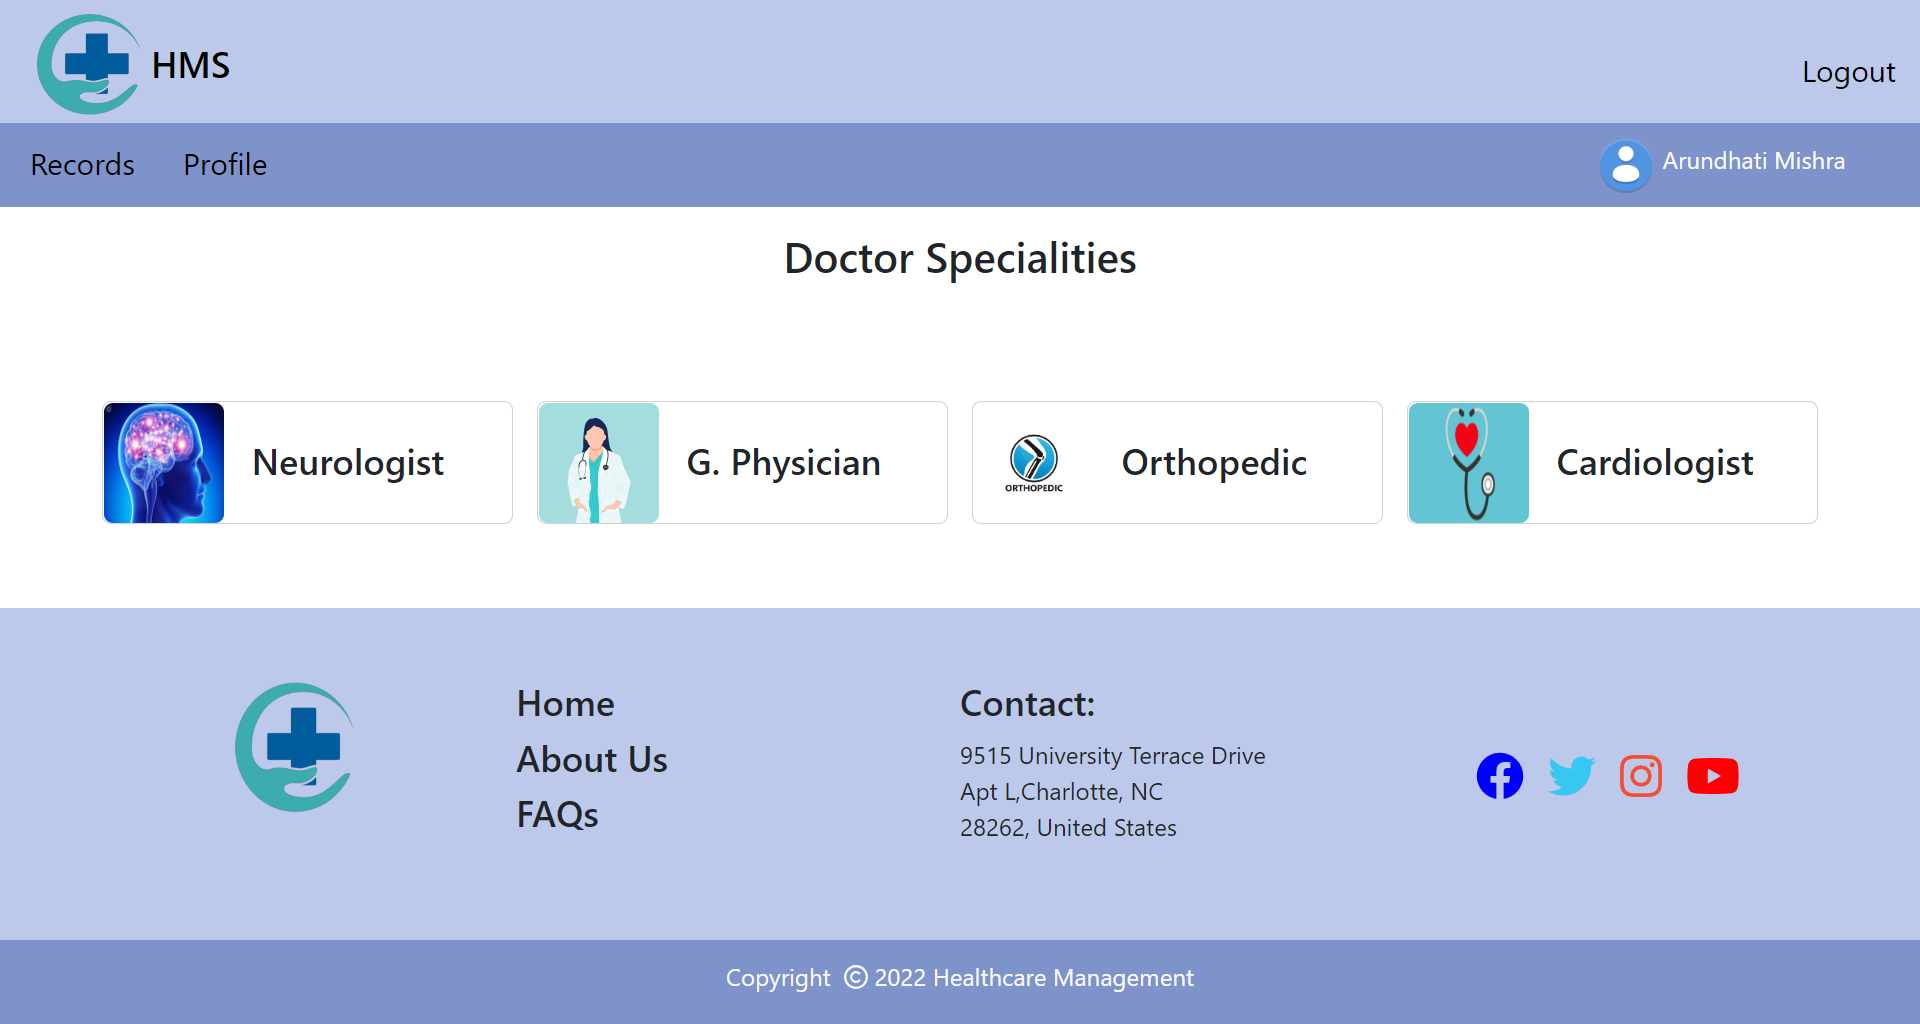 HMS
Logout
Records
Profile
Arundhati Mishra
Doctor Specialities
Neurologist
G. Physician
ORTHOPEDIC
Orthopedic
Cardiologist
Home
About Us
FAQs
Contact:
9515 University Terrace Drive
Apt L,Charlotte, NC
28262, United States
Copyright © 2022 Healthcare Management